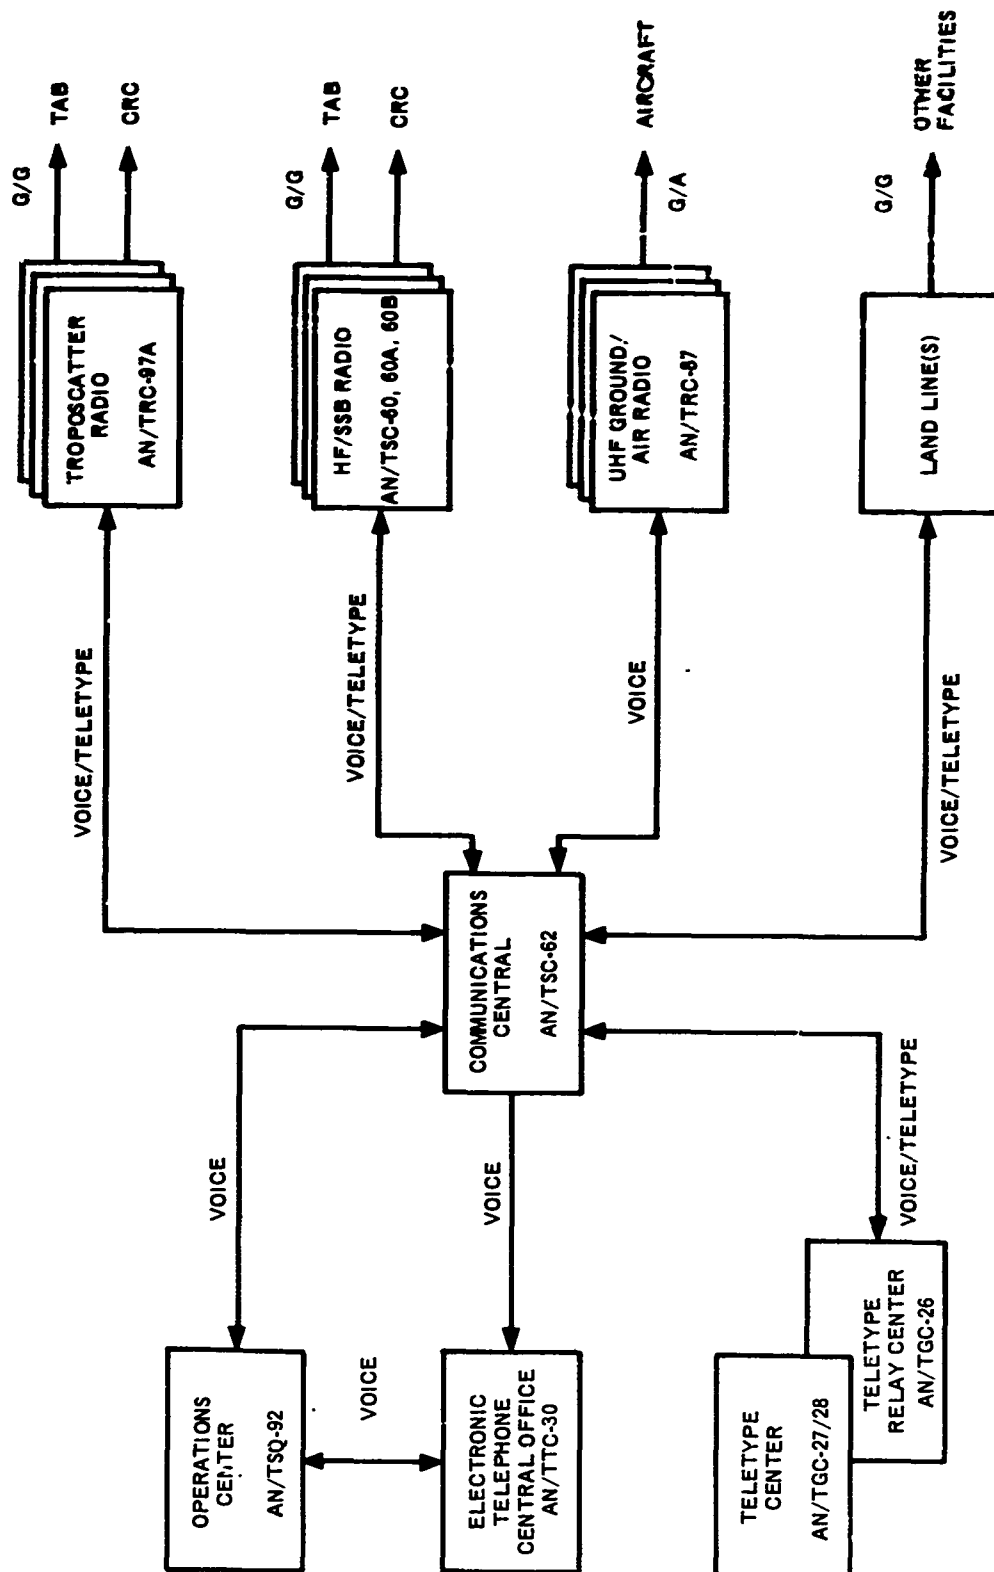 OPERATIONS
CENTER
AN/TSQ-92
VOICE
ELECTRONIC
TELEPHONE
CENTRAL OFFICE
AN/TTC-30
TELETYPE
CENTER
AN/TGC-27/28
TELETYPE
RELAY CENTER
AN/TGC-26
VOICE
VOICE
VOICE/TELETYPE
COMMUNICATIONS
CENTRAL
AN/TSC-62
VOICE/TELETYPE
VOICE/TELETYPE
VOICE
VOICE/TELETYPE
TROPOSCATTER
RADIO
AN/TRC-97A
G/G
TAB
CRC
HF/SSB RADIO
AN/TSC-60, 60A, 60B
G/G
TAB
CRC
UHF GROUND/
AIR RADIO
AN/TRC-87
AIRCRAFT
G/A
LAND LINE(S)
G/G
OTHER
FACILITIES